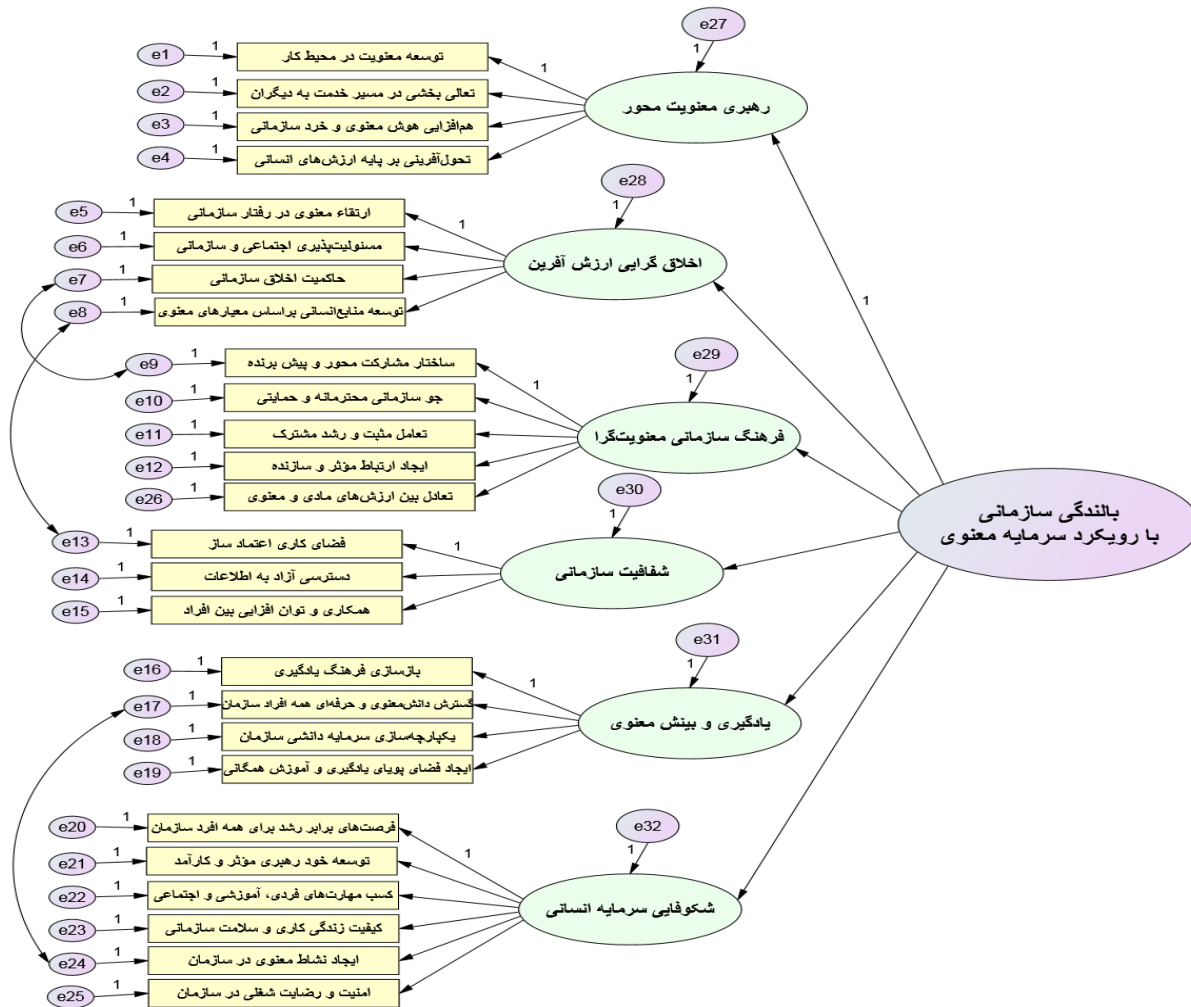 e27
e1
1
توسعه معنویت در محیط کار
1
1
e2
1
تعالی بخشی در مسیر خدمت به دیگران
رهبری معنویت محور
e3
1
هم‌افزایی هوش معنوی و خرد سازمانی
e4
1
تحول‌آفرینی بر پایه ارزش‌های انسانی
e28
1
e5
1
ارتقاء معنوی در رفتار سازمانی
1
e6
1
مسئولیت‌پذیری اجتماعی و سازمانی
اخلاق گرایی ارزش آفرین
e7
1
حاکمیت اخلاق سازمانی
e8
1
توسعه منابع‌انسانی براساس معیارهای معنوی
1
e29
1
e9
1
ساختار مشارکت محور و پیش برنده
1
e10
1
جو سازمانی محترمانه و حمایتی
e11
1
تعامل مثبت و رشد مشترک
فرهنگ سازمانی معنویت‌گرا
e12
1
ایجاد ارتباط مؤثر و سازنده
e26
1
تعادل بین ارزش‌های مادی و معنوی
e30
1
بالندگی سازمانی
با رویکرد سرمایه معنوی
e13
1
فضای کاری اعتماد ساز
1
e14
1
دسترسی آزاد به اطلاعات
شفافیت سازمانی
e15
1
همکاری و توان افزایی بین افراد
e31
1
e16
1
بازسازی فرهنگ یادگیری
1
e17
1
گسترش دانش‌معنوی و حرفه‌ای همه افراد سازمان
یادگیری و بینش معنوی
e18
1
یکپارچه‌سازی سرمایه دانشی سازمان
e19
1
ایجاد فضای پویای یادگیری و آموزش همگانی
e32
1
e20
1
فرصت‌های برابر رشد برای همه افرد سازمان
1
e21
1
توسعه خود رهبری مؤثر و کارآمد
e22
1
کسب مهارت‌های فردی، آموزشی و اجتماعی
شکوفایی سرمایه انسانی
e23
1
کیفیت زندگی کاری و سلامت سازمانی
e24
1
ایجاد نشاط معنوی در سازمان
e25
1
امنیت و رضایت شغلی در سازمان